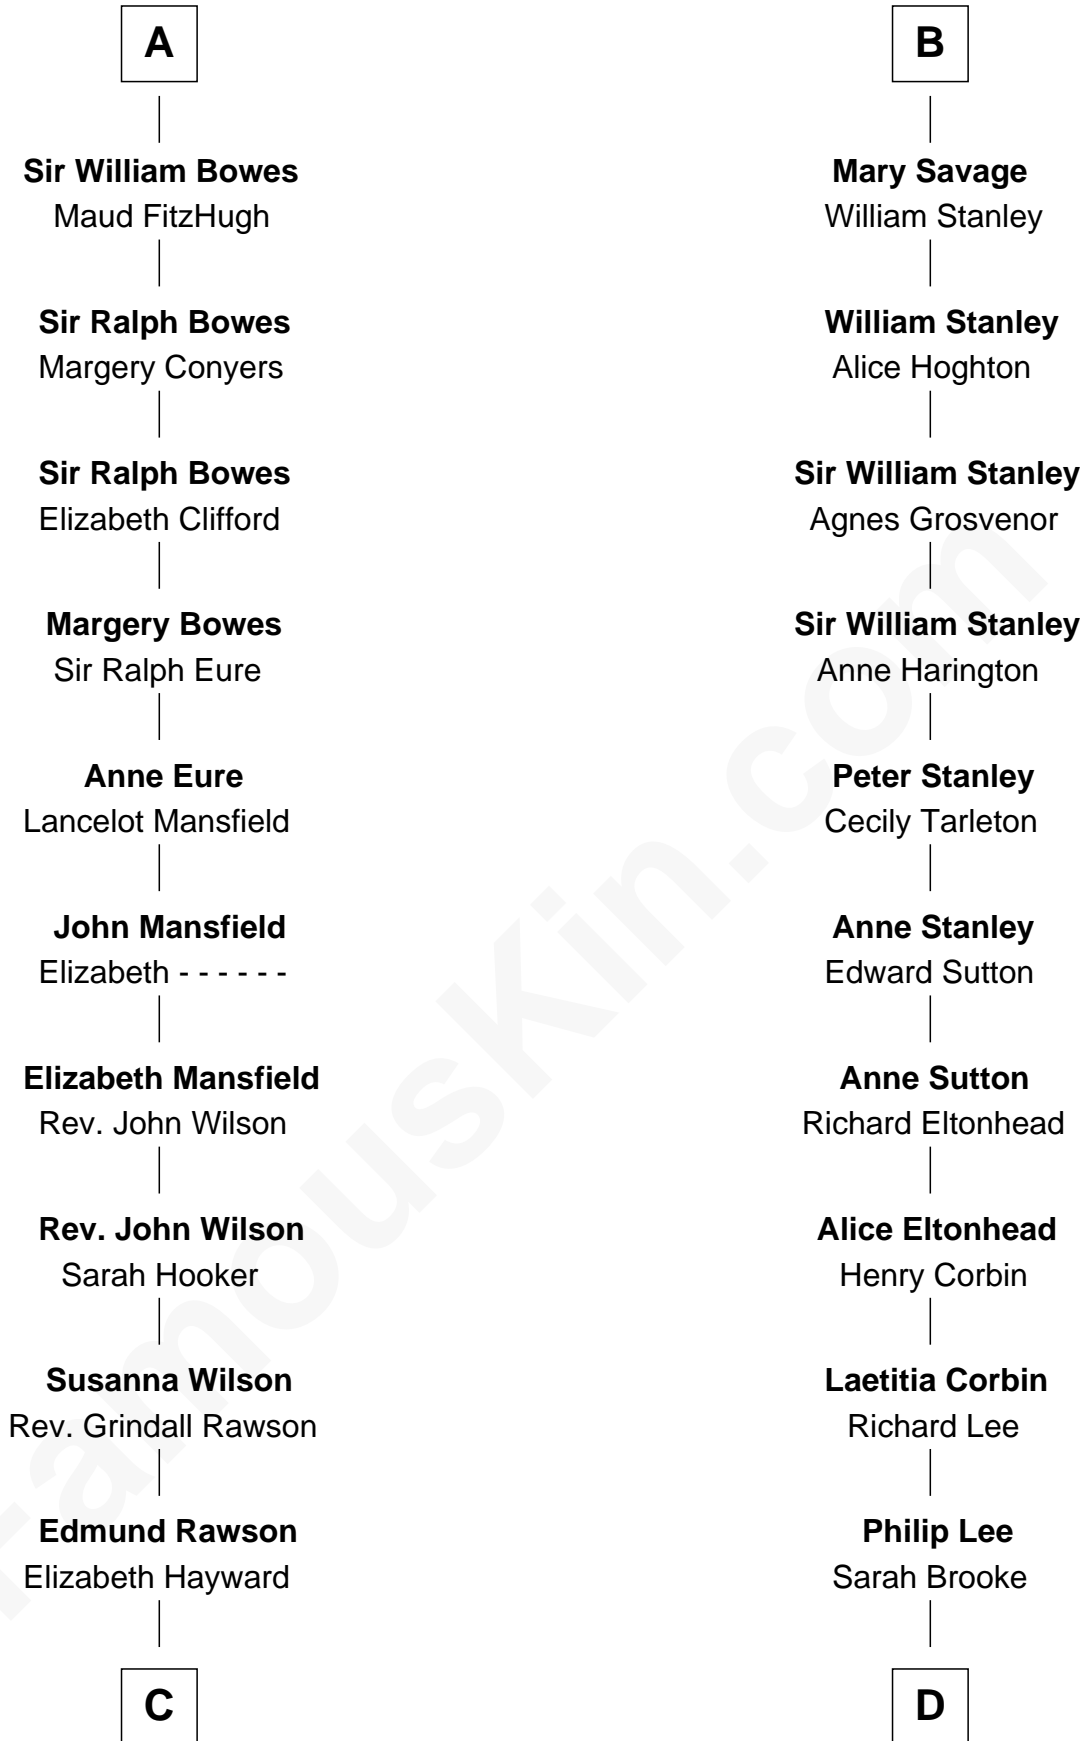 A
Sir William Bowes
Maud FitzHugh
Sir Ralph Bowes
Margery Conyers
Sir Ralph Bowes
Elizabeth Clifford
Margery Bowes
Sir Ralph Eure
Anne Eure
Lancelot Mansfield
John Mansfield
Elizabeth - - - - - -
Elizabeth Mansfield
Rev. John Wilson
Rev. John Wilson
Sarah Hooker
Susanna Wilson
Rev. Grindall Rawson
Edmund Rawson
Elizabeth Hayward
C
B
Mary Savage
William Stanley
William Stanley
Alice Hoghton
Sir William Stanley
Agnes Grosvenor
Sir William Stanley
Anne Harington
Peter Stanley
Cecily Tarleton
Anne Stanley
Edward Sutton
Anne Sutton
Richard Eltonhead
Alice Eltonhead
Henry Corbin
Laetitia Corbin
Richard Lee
Philip Lee
Sarah Brooke
D
FamousKin.com